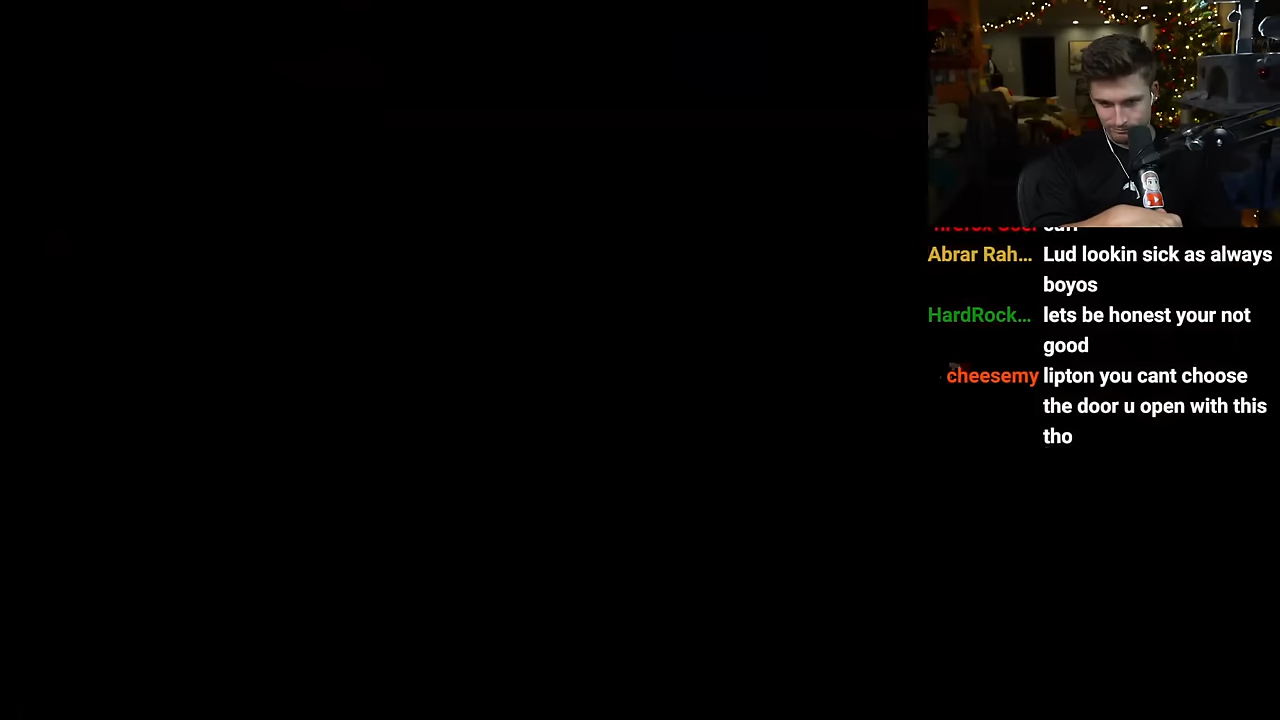 Abrar Rah… Lud lookin sick as always
boyos
HardRock… lets be honest your not
good
cheesemy lipton you cant choose
the door u open with this
tho